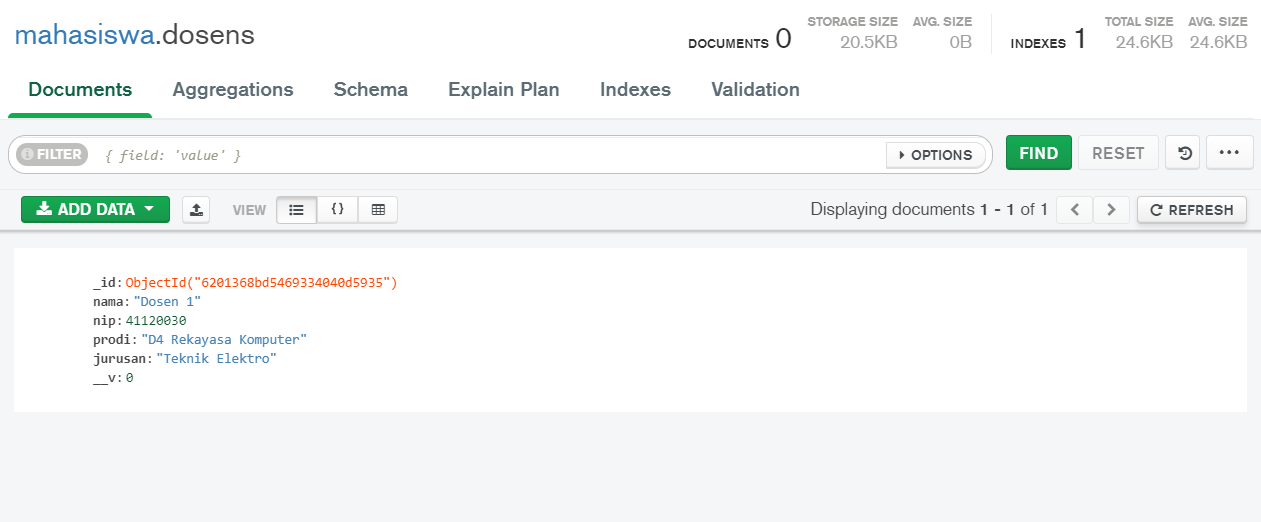 mahasiswa.dosens
DOCUMENTS 0
STORAGE SIZE
20.5KB
AVG. SIZE
0B
INDEXES 1
TOTAL SIZE
24.6KB
AVG. SIZE
24.6KB
Documents Aggregations Schema Explain Plan Indexes Validation
FILTER { field: 'value' } OPTIONS FIND RESET
ADD DATA VIEW {} Displaying documents 1 - 1 of 1 REFRESH
_id: ObjectId("6201368bd5469334040d5935")
nama: "Dosen 1"
nip: 41120030
prodi: "D4 Rekayasa Komputer"
jurusan: "Teknik Elektro"
__v: 0